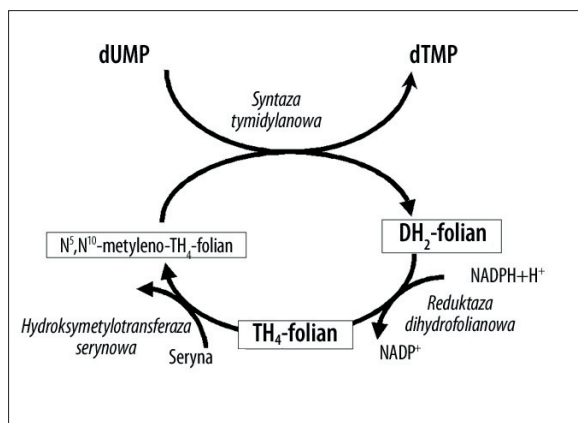 dUMP
dTMP
Syntaza
tymidylanowa
N⁵,N¹⁰-metyleno-TH₄-folian
DH₂-folian
NADPH+H⁺
Reduktaza
dihydrofolianowa
Hydroksymetylotransferaza
serynowa
Seryna
TH₄-folian
NADP⁺